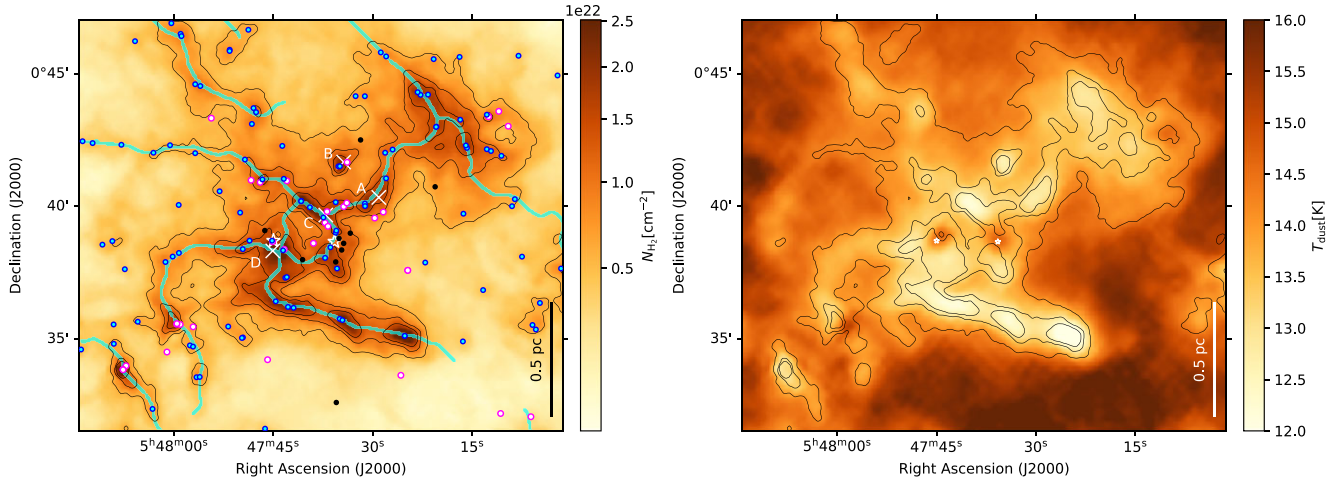 1e22
0°45'
40'
35'
Declination (J2000)
A
B
C
D
0.5 pc
5ʰ48ᵐ00ˢ
47ᵐ45ˢ
30ˢ
15ˢ
Right Ascension (J2000)
2.5
2.0
1.5
1.0
0.5
N_H₂[cm⁻²]
0°45'
40'
35'
Declination (J2000)
0.5 pc
5ʰ48ᵐ00ˢ
47ᵐ45ˢ
30ˢ
15ˢ
Right Ascension (J2000)
16.0
15.5
15.0
14.5
14.0
13.5
13.0
12.5
12.0
T_dust[K]